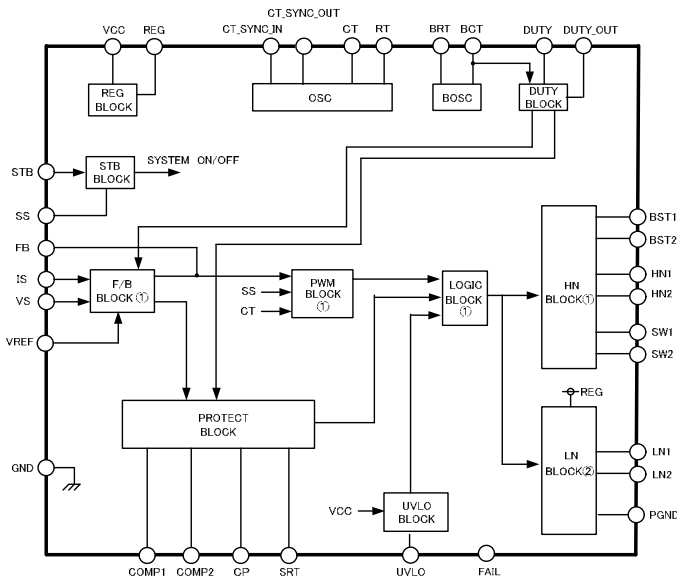 CT_SYNC_OUT
VCC
REG
CT_SYNC_IN
CT
RT
BRT
BCT
DUTY
DUTY_OUT
REG
BLOCK
OSC
BOSC
DUTY
BLOCK
STB
STB
BLOCK
SYSTEM ON/OFF
SS
FB
IS
VS
VREF
F/B
BLOCK①
SS
CT
PWM
BLOCK
①
LOGIC
BLOCK
①
HN
BLOCK①
BST1
BST2
HN1
HN2
SW1
SW2
PROTECT
BLOCK
REG
LN
BLOCK②
LN1
LN2
PGND
GND
VCC
UVLO
BLOCK
COMP1
COMP2
CP
SRT
UVLO
FAIL